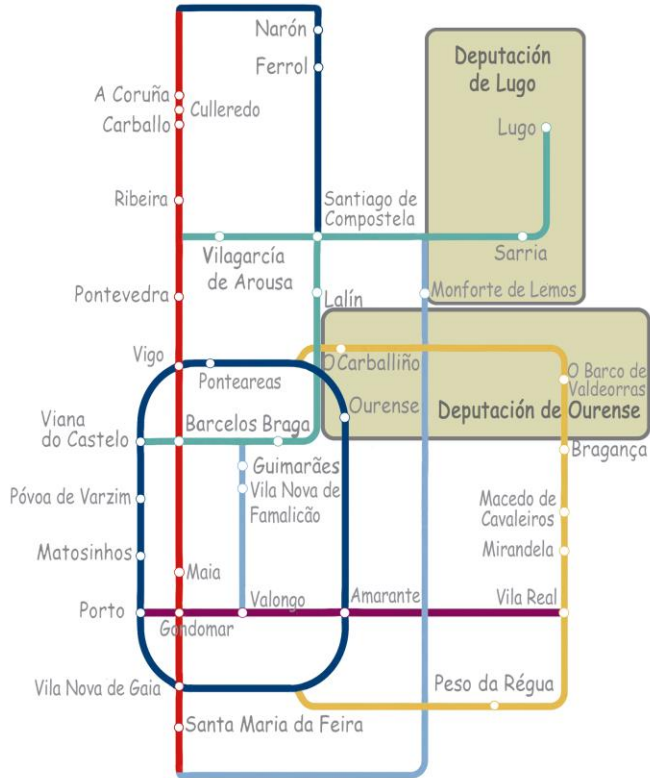 Narón
Ferrol
Deputación
de Lugo
A Coruña
Culleredo
Carballo
Lugo
Ribeira
Santiago de
Compostela
Vilagarcía
de Arousa
Sarria
Pontevedra
Lalín
Monforte de Lemos
Vigo
Ponteareas
O Carballiño
O Barco de
Valdeorras
Ourense
Deputación de Ourense
Viana
do Castelo
Barcelos Braga
Bragança
Guimarães
Vila Nova de
Famalicão
Póvoa de Varzim
Macedo de
Cavaleiros
Matosinhos
Mirandela
Maia
Porto
Gondomar
Valongo
Amarante
Vila Real
Vila Nova de Gaia
Peso da Régua
Santa Maria da Feira